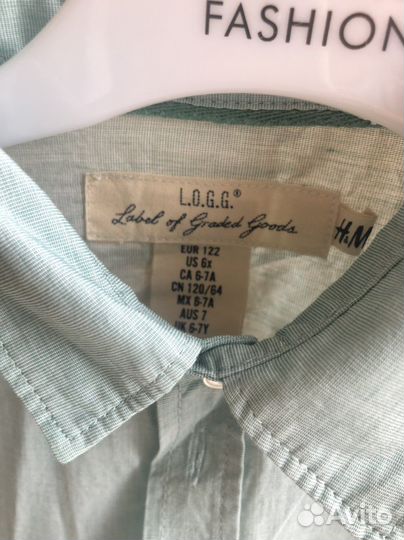 FASHION
L.O.G.G.®
Label of Graded Goods
H&M
EUR 122
US 6x
CA 6-7A
CN 120/64
MX 6-7A
AUS 7
UK 6-7Y
Avito